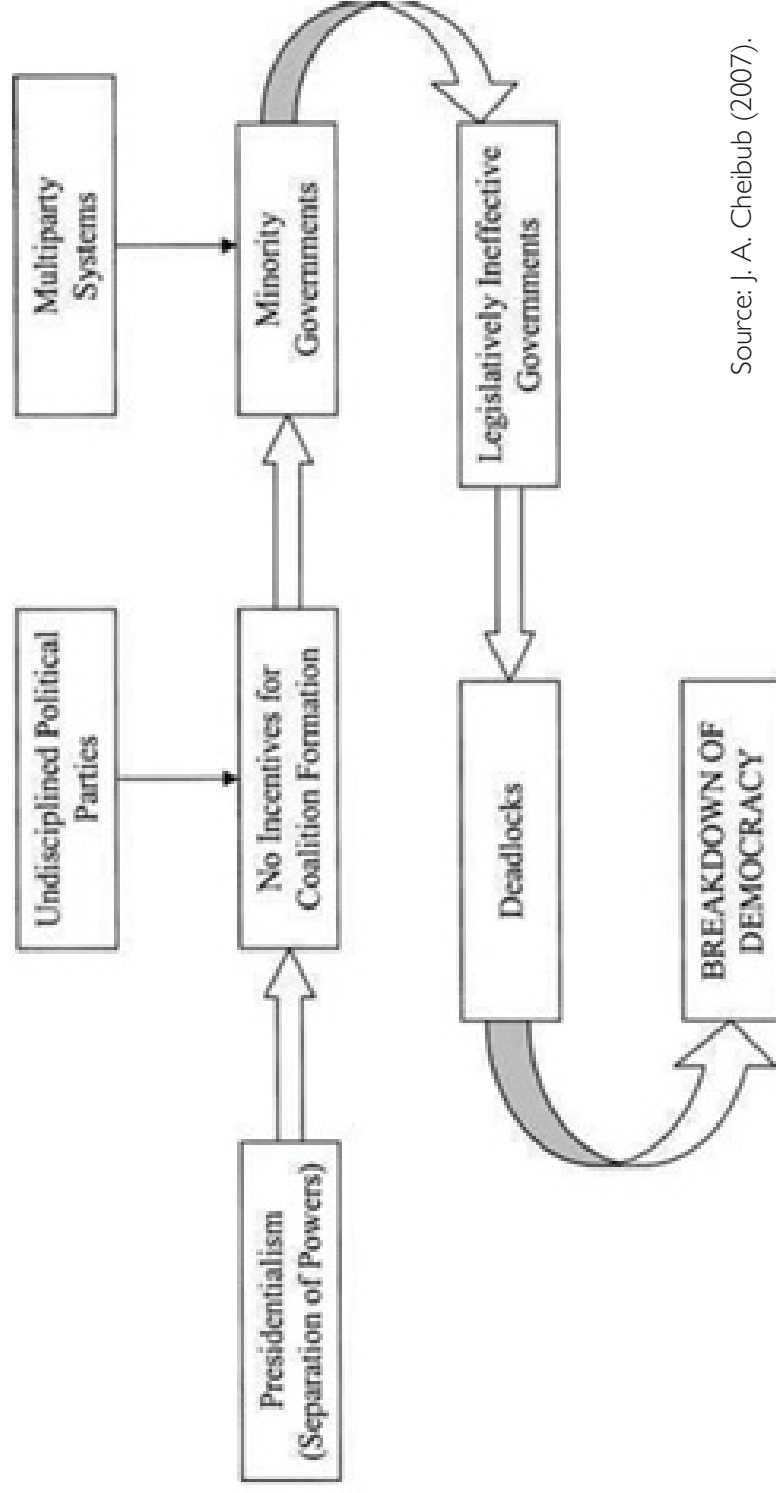 Undisciplined Political
Parties
Multiparty
Systems
Presidentialism
(Separation of Powers)
No Incentives for
Coalition Formation
Minority
Governments
Legislatively Ineffective
Governments
Deadlocks
BREAKDOWN OF
DEMOCRACY
Source: J. A. Cheibub (2007).